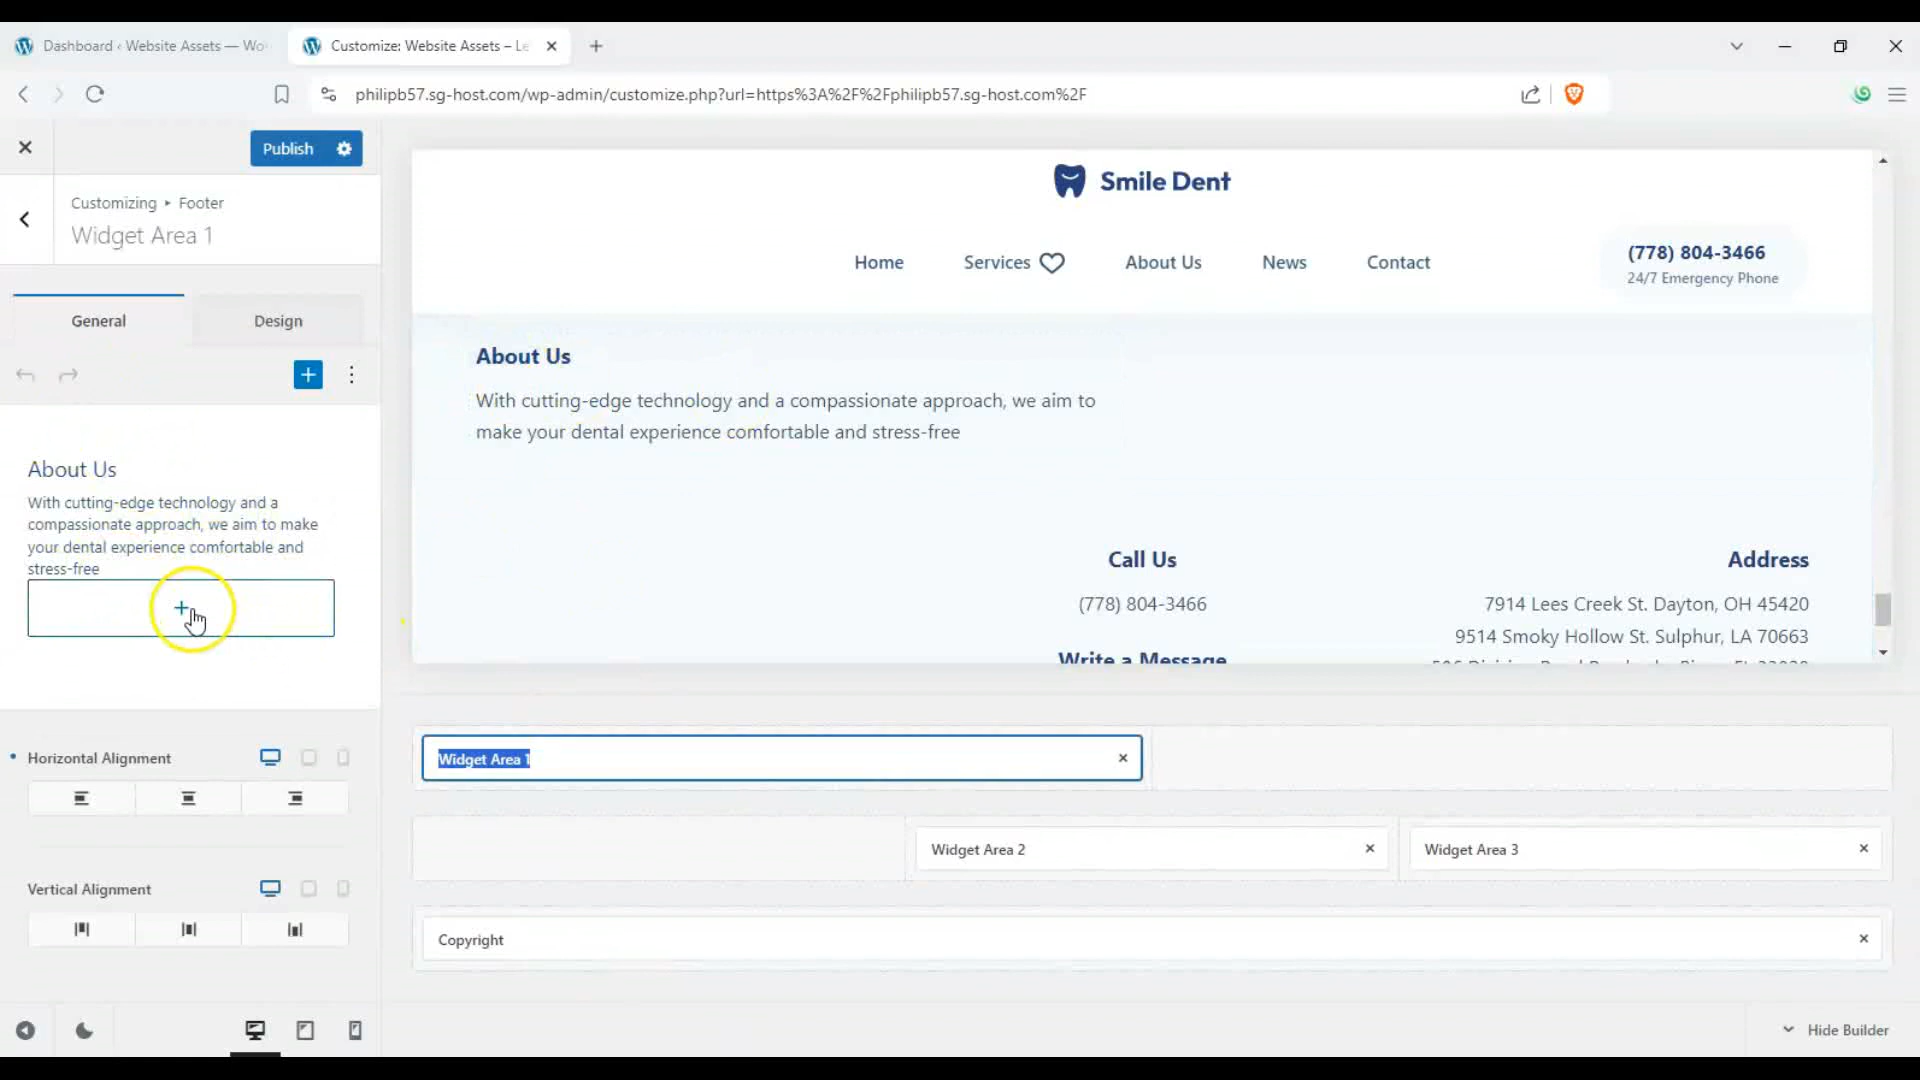 Dashboard ‹ Website Assets — Wo
Customize: Website Assets – Le
philipb57.sg-host.com/wp-admin/customize.php?url=https%3A%2F%2Fphilipb57.sg-host.com%2F
Publish
Customizing ▸ Footer
Widget Area 1
General
Design
About Us
With cutting-edge technology and a
compassionate approach, we aim to make
your dental experience comfortable and
stress-free
Horizontal Alignment
Vertical Alignment
Smile Dent
Home
Services
About Us
News
Contact
(778) 804-3466
24/7 Emergency Phone
About Us
With cutting-edge technology and a compassionate approach, we aim to
make your dental experience comfortable and stress-free
Call Us
Address
(778) 804-3466
7914 Lees Creek St. Dayton, OH 45420
9514 Smoky Hollow St. Sulphur, LA 70663
Write a Message
Widget Area 1
Widget Area 2
Widget Area 3
Copyright
Hide Builder